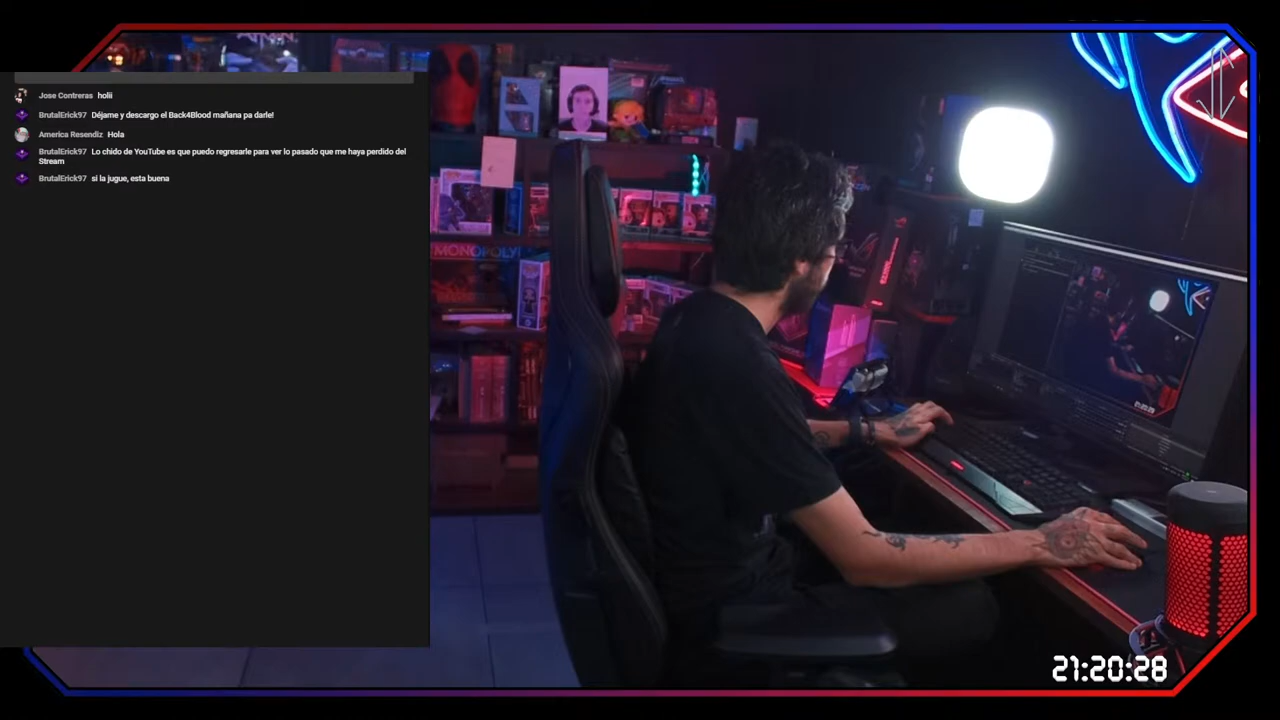 Jose Contreras holii
BrutalErick97 Déjame y descargo el Back4Blood mañana pa darle!
America Resendiz Hola
BrutalErick97 Lo chido de YouTube es que puedo regresarle para ver lo pasado que me haya perdido del
Stream
BrutalErick97 si la jugue, esta buena
MONOPOLY
21:20:28